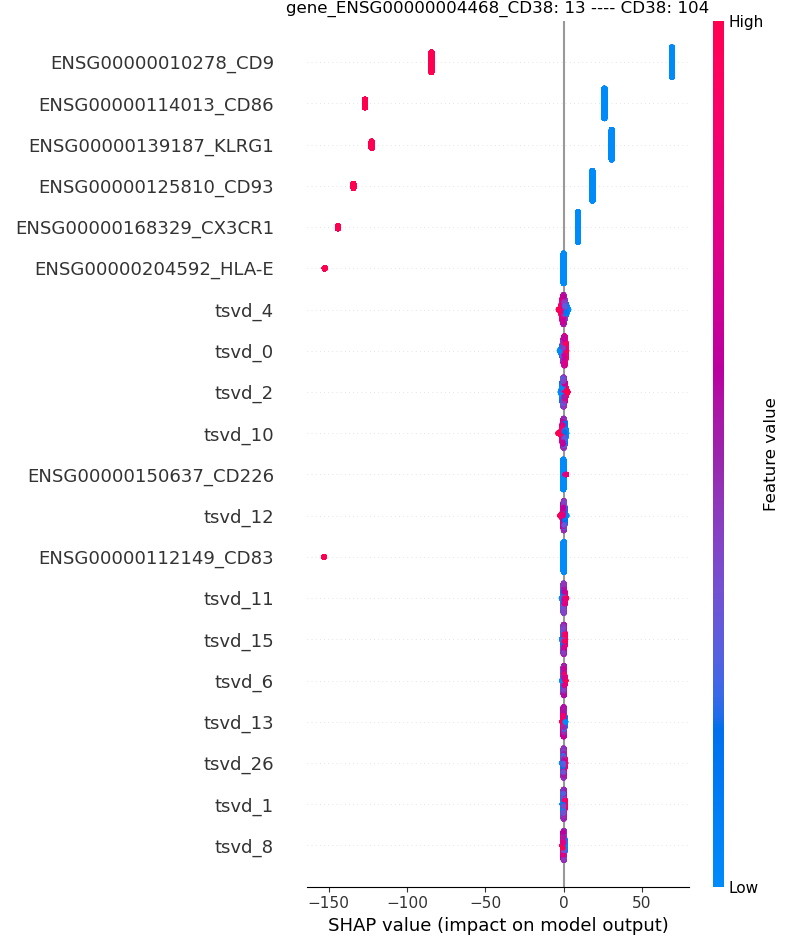 gene_ENSG00000004468_CD38: 13 ---- CD38: 104
High
ENSG00000010278_CD9
ENSG00000114013_CD86
ENSG00000139187_KLRG1
ENSG00000125810_CD93
ENSG00000168329_CX3CR1
ENSG00000204592_HLA-E
tsvd_4
tsvd_0
tsvd_2
tsvd_10
ENSG00000150637_CD226
tsvd_12
ENSG00000112149_CD83
tsvd_11
tsvd_15
tsvd_6
tsvd_13
tsvd_26
tsvd_1
tsvd_8
Feature value
Low
−150 −100 −50 0 50
SHAP value (impact on model output)